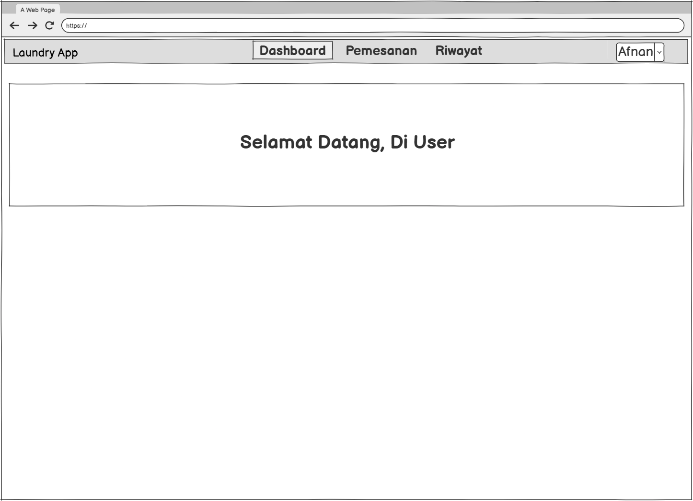 A Web Page
https://
Laundry App
Dashboard
Pemesanan
Riwayat
Afnan
Selamat Datang, Di User